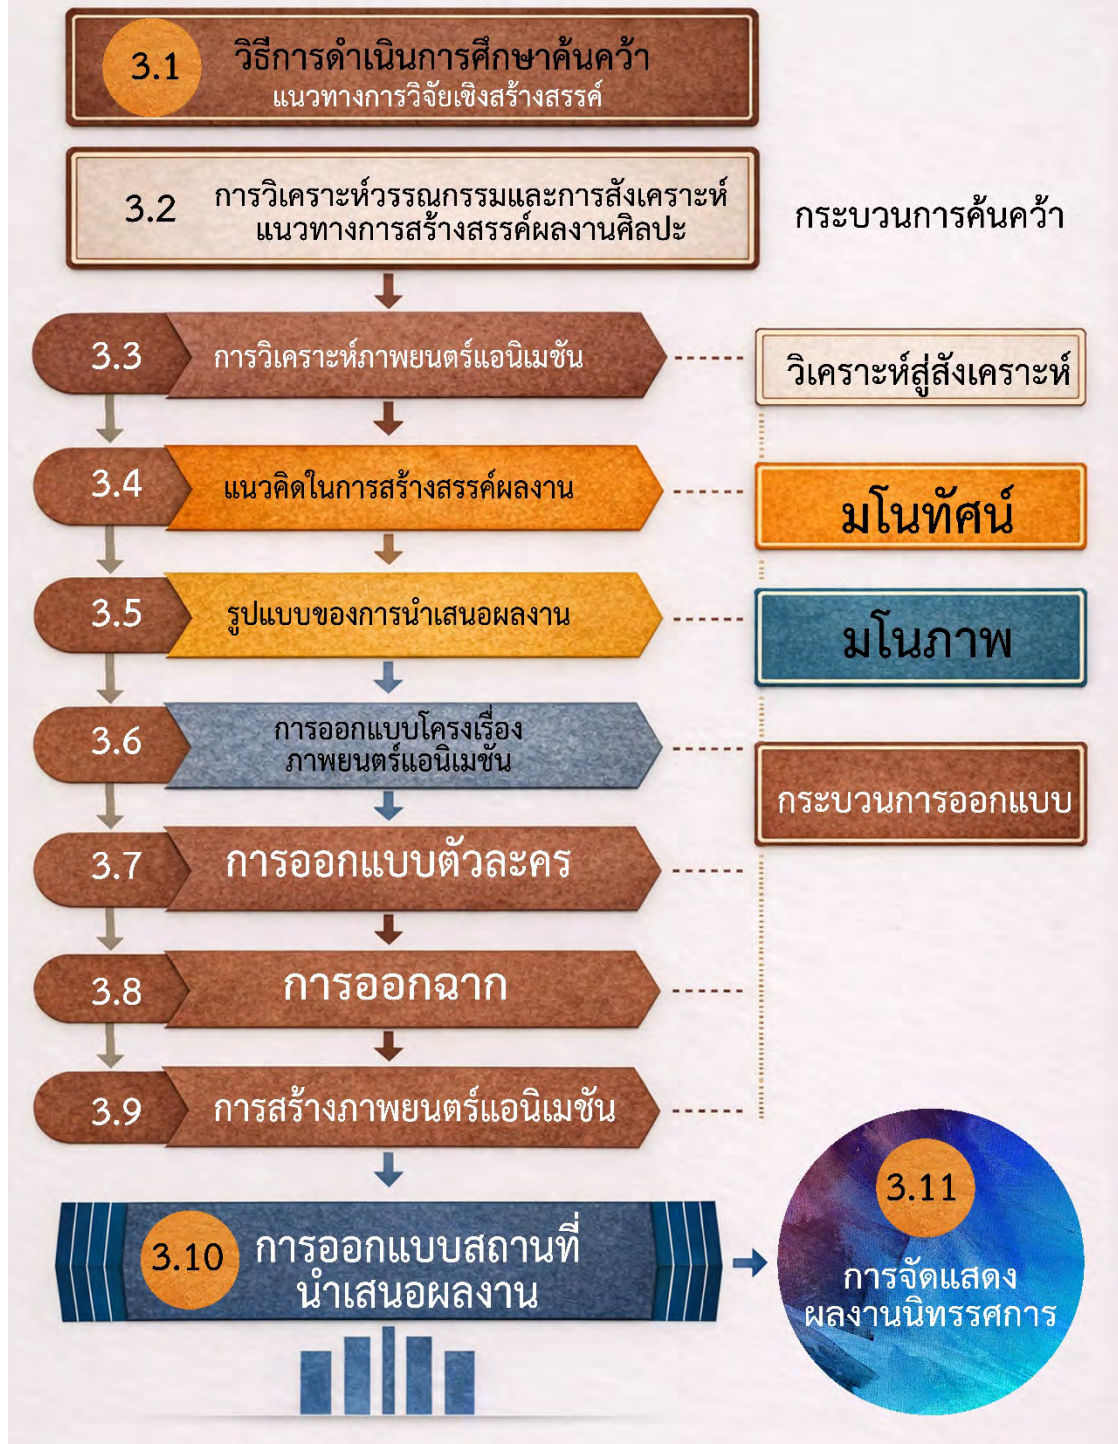 3.1
วิธีการดำเนินการศึกษาค้นคว้า
แนวทางการวิจัยเชิงสร้างสรรค์
3.2
การวิเคราะห์วรรณกรรมและการสังเคราะห์
แนวทางการสร้างสรรค์ผลงานศิลปะ
กระบวนการค้นคว้า
3.3
การวิเคราะห์ภาพยนตร์แอนิเมชัน
วิเคราะห์สู่สังเคราะห์
3.4
แนวคิดในการสร้างสรรค์ผลงาน
มโนทัศน์
3.5
รูปแบบของการนำเสนอผลงาน
มโนภาพ
3.6
การออกแบบโครงเรื่อง
ภาพยนตร์แอนิเมชัน
กระบวนการออกแบบ
3.7
การออกแบบตัวละคร
3.8
การออกฉาก
3.9
การสร้างภาพยนตร์แอนิเมชัน
3.10
การออกแบบสถานที่
นำเสนอผลงาน
3.11
การจัดแสดง
ผลงานนิทรรศการ